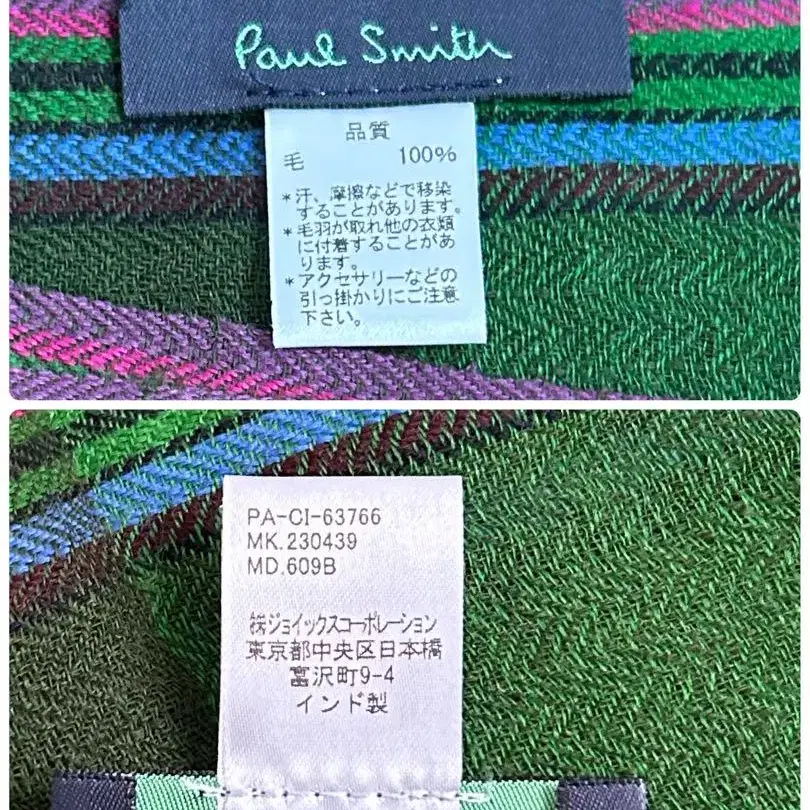 Paul Smith
品質
毛 100%
*汗、摩擦などで移染
することがあります。
*毛羽が取れ他の衣類
に付着することがあ
ります。
*アクセサリーなどの
引っ掛かりにご注意
下さい。
PA-CI-63766
MK.230439
MD.609B
㈱ジョイックスコーポレーション
東京都中央区日本橋
富沢町9-4
インド製